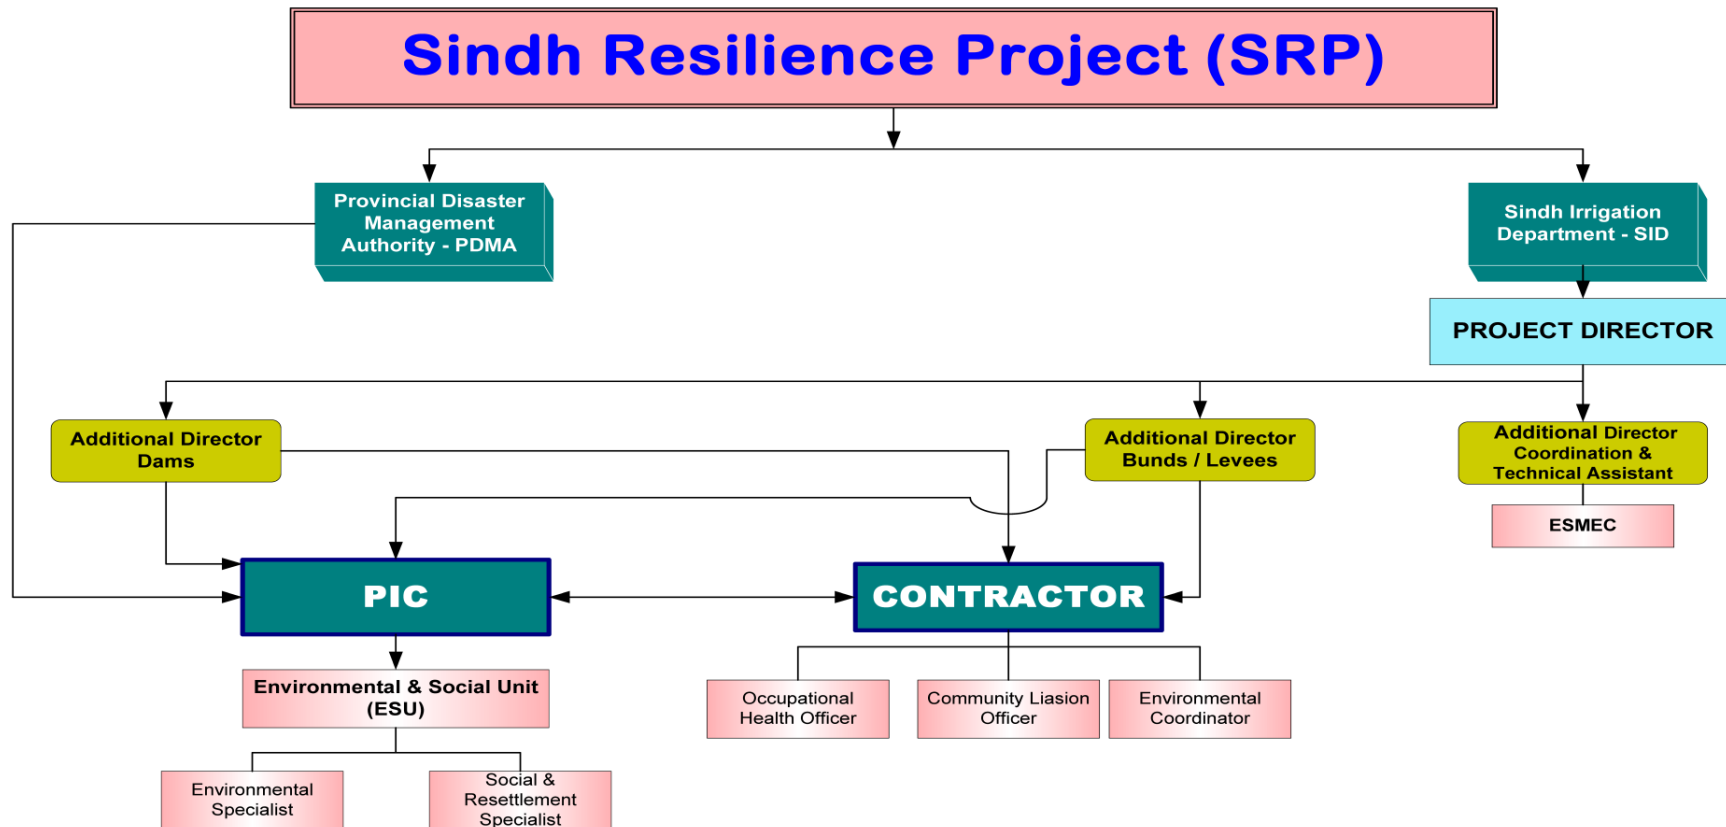 Sindh Resilience Project (SRP)
Provincial Disaster
Management
Authority - PDMA
Sindh Irrigation
Department - SID
PROJECT DIRECTOR
Additional Director
Dams
Additional Director
Bunds / Levees
Additional Director
Coordination &
Technical Assistant
ESMEC
PIC
CONTRACTOR
Environmental & Social Unit
(ESU)
Occupational
Health Officer
Community Liasion
Officer
Environmental
Coordinator
Environmental
Specialist
Social &
Resettlement
Specialist